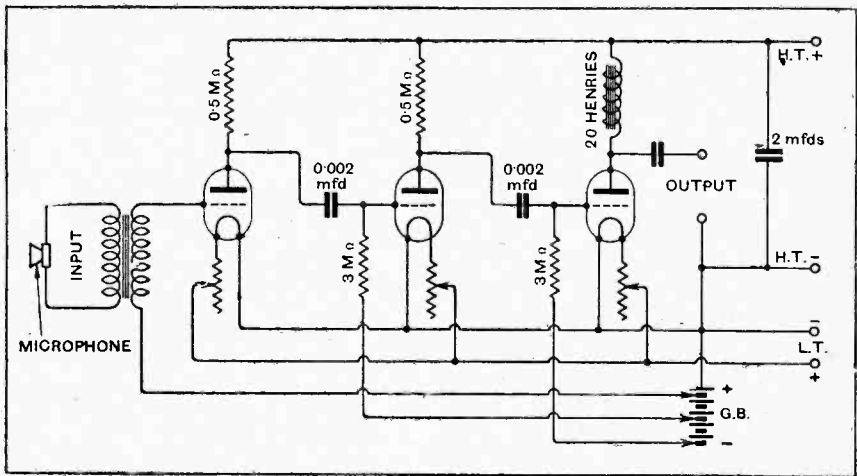 H.T.+
0·5 MΩ
0·5 MΩ
20 HENRIES
2 mfds
0·002
mfd
0·002
mfd
OUTPUT
INPUT
3 MΩ
3 MΩ
H.T.-
MICROPHONE
-
L.T.
+
+
G.B.
-